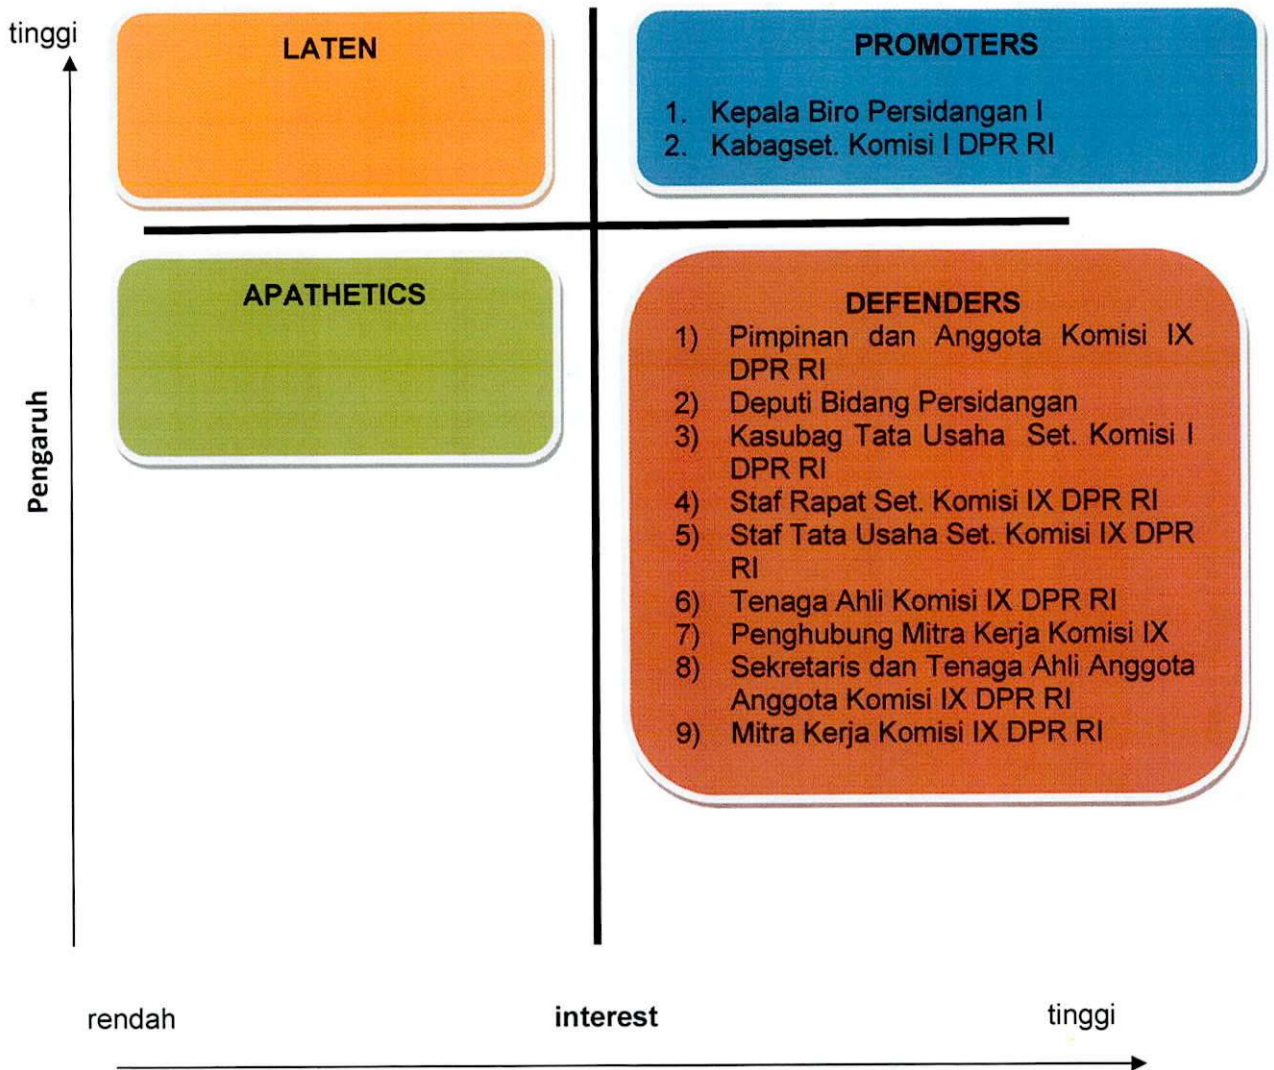 tinggi
LATEN
PROMOTERS
1. Kepala Biro Persidangan I
2. Kabagset. Komisi I DPR RI
APATHETICS
DEFENDERS
1) Pimpinan dan Anggota Komisi IX
DPR RI
2) Deputi Bidang Persidangan
3) Kasubag Tata Usaha Set. Komisi I
DPR RI
4) Staf Rapat Set. Komisi IX DPR RI
5) Staf Tata Usaha Set. Komisi IX DPR
RI
6) Tenaga Ahli Komisi IX DPR RI
7) Penghubung Mitra Kerja Komisi IX
8) Sekretaris dan Tenaga Ahli Anggota
Anggota Komisi IX DPR RI
9) Mitra Kerja Komisi IX DPR RI
Pengaruh
rendah
interest
tinggi